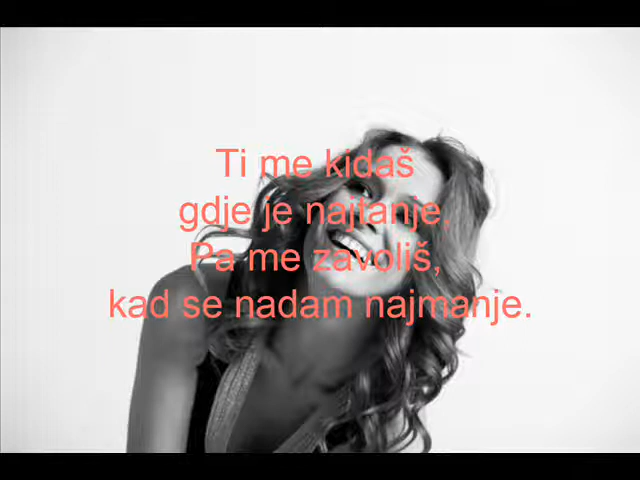 Ti me kidaš
gdje je najtanje,
Pa me zavoliš,
kad se nadam najmanje.